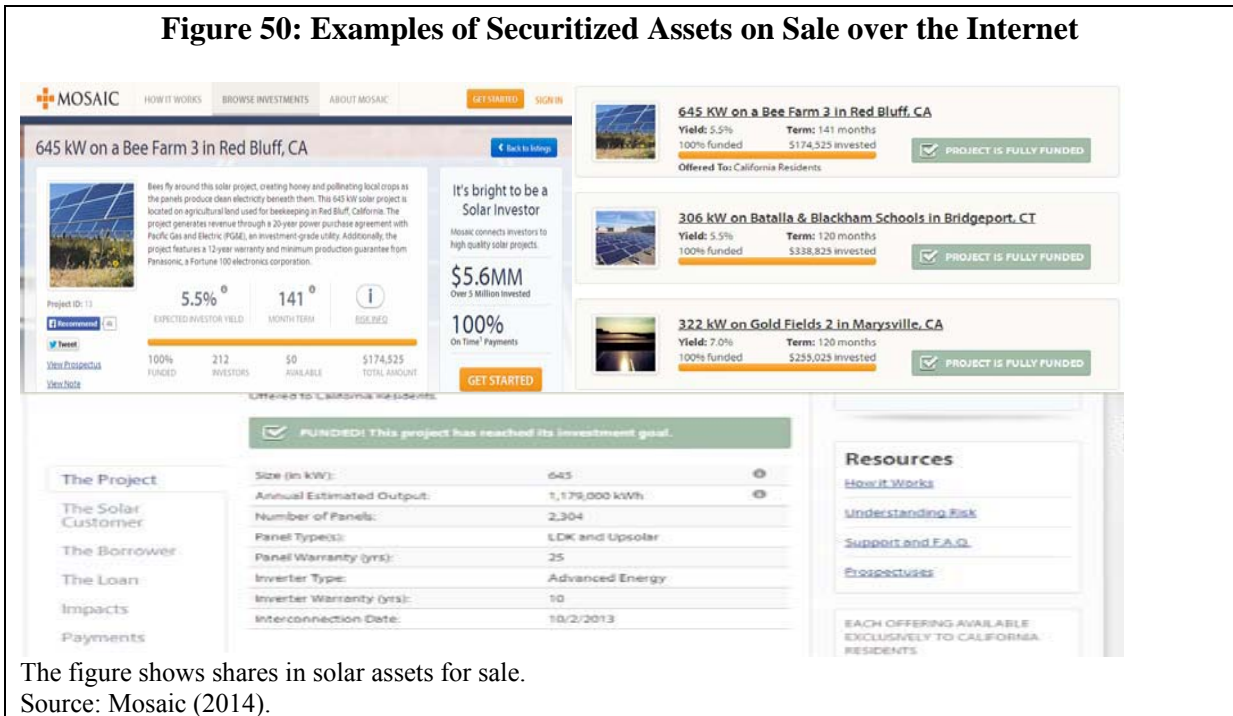 Figure 50: Examples of Securitized Assets on Sale over the Internet
MOSAIC
HOW IT WORKS
BROWSE INVESTMENTS
ABOUT MOSAIC
GET STARTED
SIGN IN
645 kW on a Bee Farm 3 in Red Bluff, CA
Back to listings
Bees fly around this solar project, creating honey and pollinating local crops as
the panels produce clean electricity beneath them. This 645 kW solar project is
located on agricultural land used for beekeeping in Red Bluff, California. The
project generates revenue through a 20-year power purchase agreement with
Pacific Gas and Electric (PG&E), an investment-grade utility. Additionally, the
project features a 12-year warranty and minimum production guarantee from
Panasonic, a Fortune 100 electronics corporation.
Project ID: 13
Recommend
Tweet
View Prospectus
View Note
5.5%
EXPECTED INVESTOR YIELD
141
MONTH TERM
i
RISK INFO
100%
FUNDED
212
INVESTORS
$0
AVAILABLE
$174,525
TOTAL AMOUNT
It's bright to be a
Solar Investor
Mosaic connects investors to
high quality solar projects.
$5.6MM
Over 5 Million Invested
100%
On Time¹ Payments
GET STARTED
645 KW on a Bee Farm 3 in Red Bluff, CA
Yield: 5.5% Term: 141 months
100% funded $174,525 invested
PROJECT IS FULLY FUNDED
Offered To: California Residents
306 kW on Batalla & Blackham Schools in Bridgeport, CT
Yield: 5.5% Term: 120 months
100% funded $338,825 invested
PROJECT IS FULLY FUNDED
322 kW on Gold Fields 2 in Marysville, CA
Yield: 7.0% Term: 120 months
100% funded $255,025 invested
PROJECT IS FULLY FUNDED
Offered to California Residents.
FUNDED! This project has reached its investment goal.
The Project
The Solar
Customer
The Borrower
The Loan
Impacts
Payments
Size (in kW): 645
Annual Estimated Output: 1,179,000 kWh
Number of Panels: 2,304
Panel Type(s): LDK and Upsolar
Panel Warranty (yrs): 25
Inverter Type: Advanced Energy
Inverter Warranty (yrs): 10
Interconnection Date: 10/2/2013
Resources
How it Works
Understanding Risk
Support and F.A.Q.
Prospectuses
EACH OFFERING AVAILABLE
EXCLUSIVELY TO CALIFORNIA
RESIDENTS
The figure shows shares in solar assets for sale.
Source: Mosaic (2014).